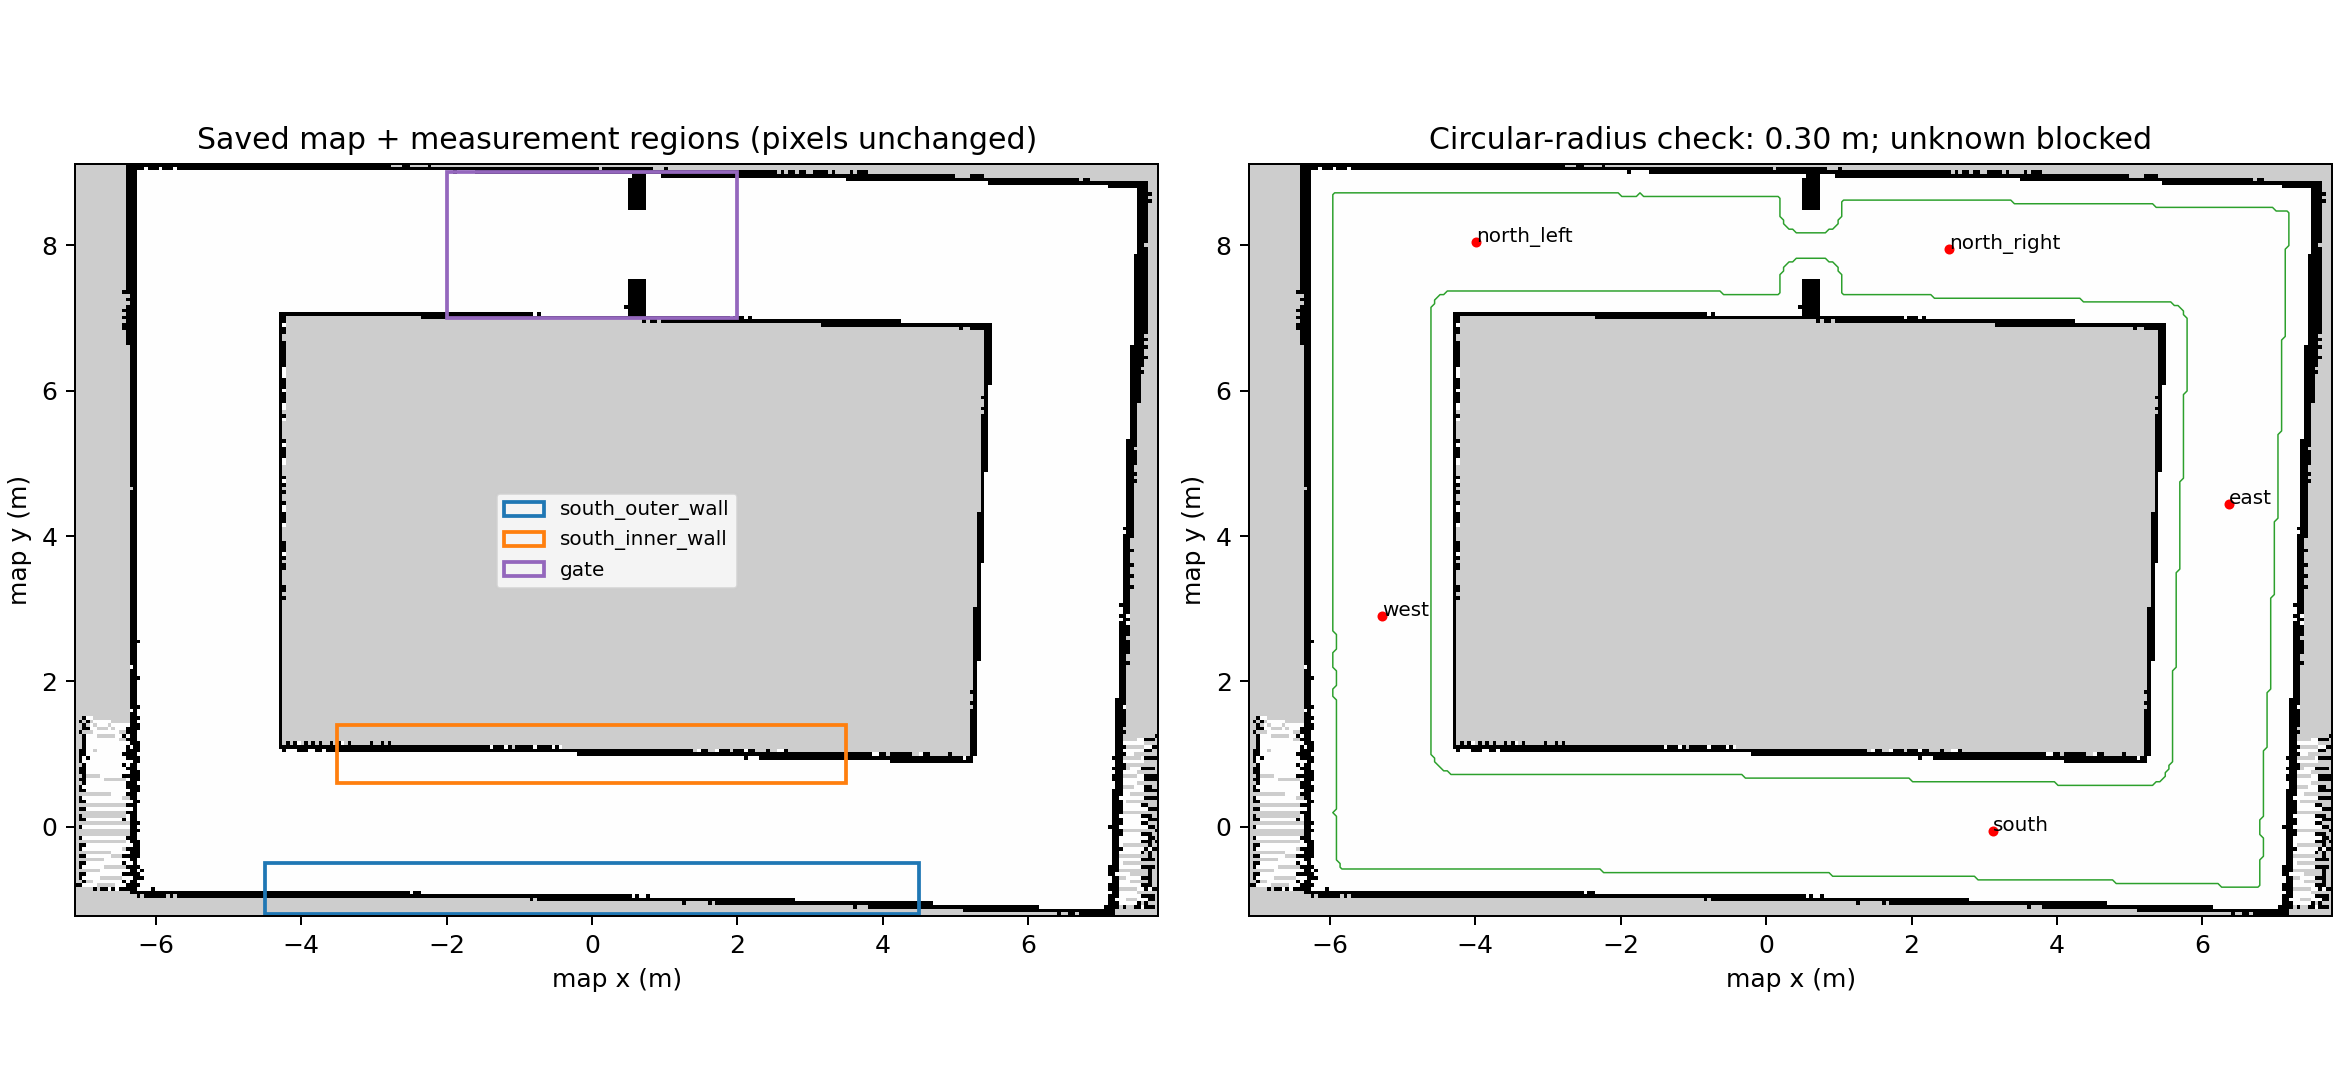 Saved map + measurement regions (pixels unchanged)
8
6
4
2
0
map y (m)
south_outer_wall
south_inner_wall
gate
−6
−4
−2
0
2
4
6
map x (m)
Circular-radius check: 0.30 m; unknown blocked
8
6
4
2
0
map y (m)
north_left
north_right
east
west
south
−6
−4
−2
0
2
4
6
map x (m)